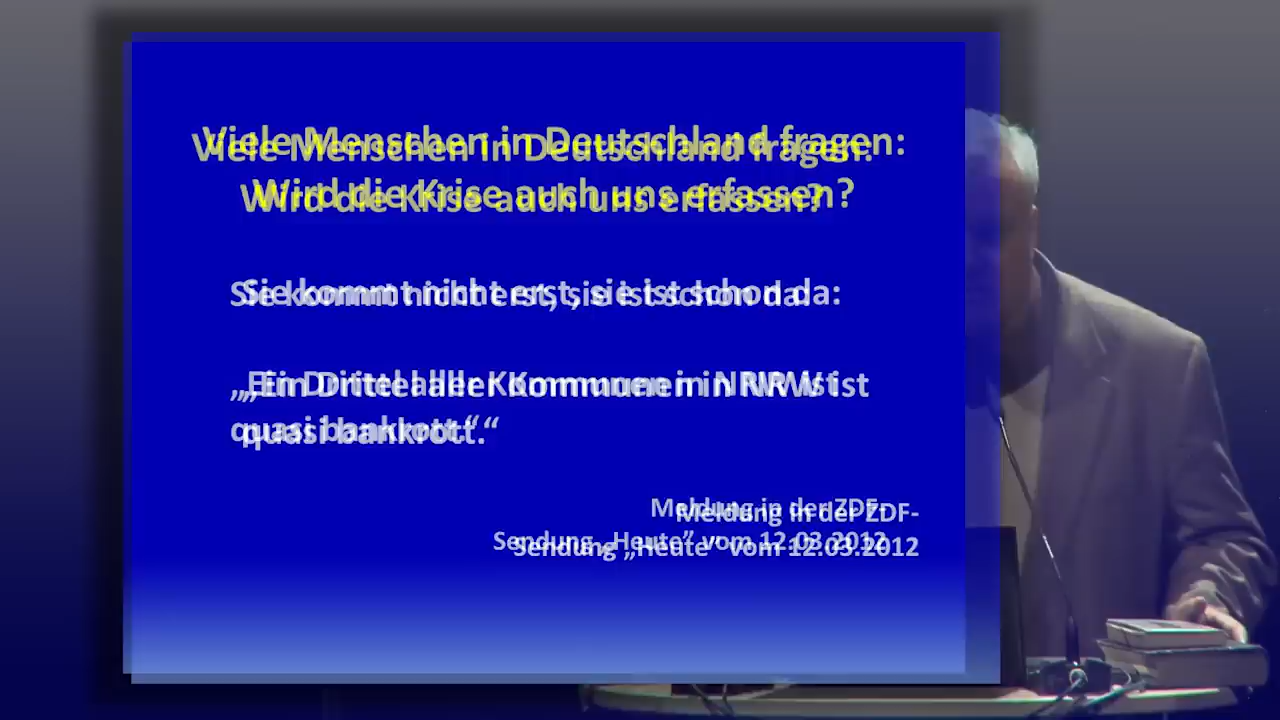 Viele Menschen in Deutschland fragen:
Wird die Krise auch uns erfassen?
Sie kommt nicht erst, sie ist schon da:
„Ein Drittel aller Kommunen in NRW ist
quasi bankrott.“
Meldung in der ZDF-
Sendung „Heute“ vom 12.03.2012